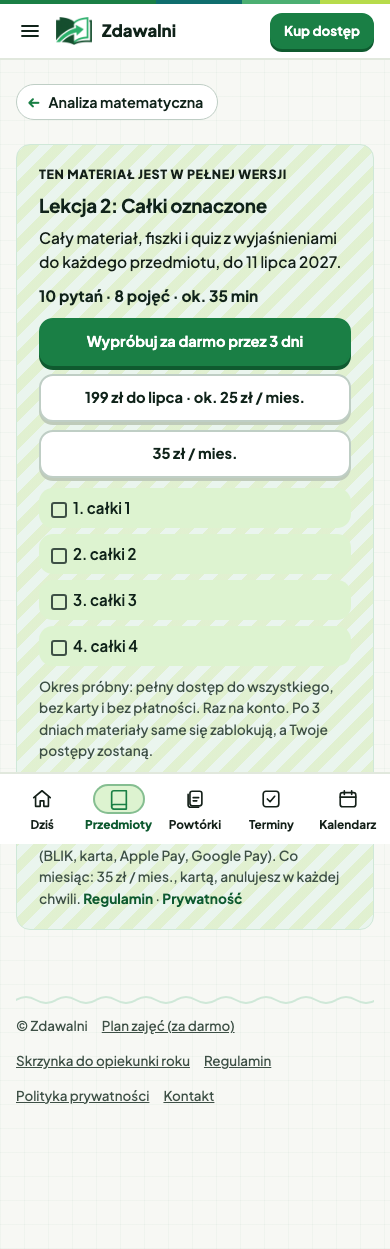 Zdawalni
Kup dostęp
← Analiza matematyczna
TEN MATERIAŁ JEST W PEŁNEJ WERSJI
Lekcja 2: Całki oznaczone
Cały materiał, fiszki i quiz z wyjaśnieniami
do każdego przedmiotu, do 11 lipca 2027.
10 pytań · 8 pojęć · ok. 35 min
Wypróbuj za darmo przez 3 dni
199 zł do lipca · ok. 25 zł / mies.
35 zł / mies.
1. całki 1
2. całki 2
3. całki 3
4. całki 4
Okres próbny: pełny dostęp do wszystkiego,
bez karty i bez płatności. Raz na konto. Po 3
dniach materiały same się zablokują, a Twoje
postępy zostaną.
Dziś
Przedmioty
Powtórki
Terminy
Kalendarz
(BLIK, karta, Apple Pay, Google Pay). Co
miesiąc: 35 zł / mies., kartą, anulujesz w każdej
chwili. Regulamin · Prywatność
© Zdawalni Plan zajęć (za darmo)
Skrzynka do opiekunki roku Regulamin
Polityka prywatności Kontakt